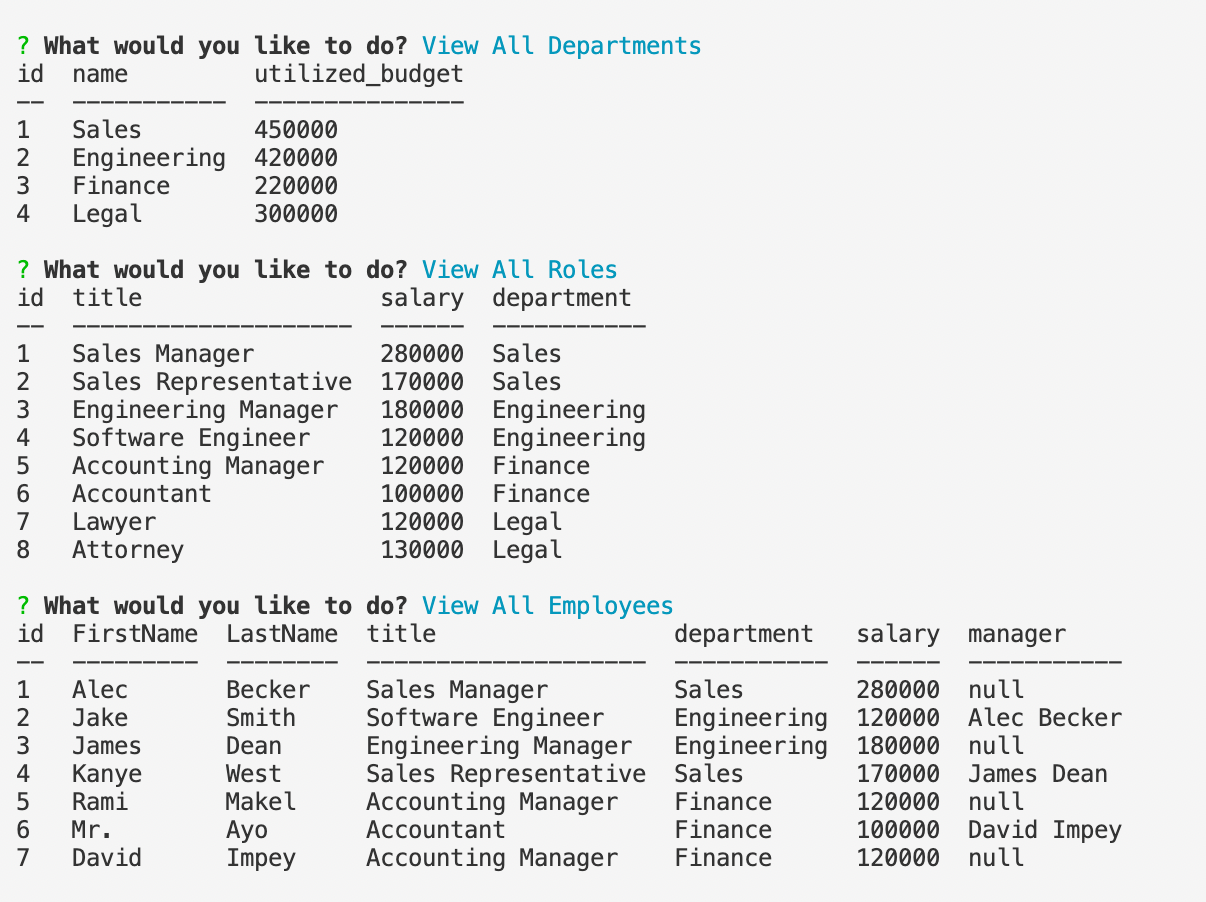 ? What would you like to do? View All Departments
id  name         utilized_budget
--  -----------  ---------------
1   Sales        450000
2   Engineering  420000
3   Finance      220000
4   Legal        300000
? What would you like to do? View All Roles
id  title                 salary  department
--  --------------------  ------  -----------
1   Sales Manager         280000  Sales
2   Sales Representative  170000  Sales
3   Engineering Manager   180000  Engineering
4   Software Engineer     120000  Engineering
5   Accounting Manager    120000  Finance
6   Accountant            100000  Finance
7   Lawyer                120000  Legal
8   Attorney              130000  Legal
? What would you like to do? View All Employees
id  FirstName  LastName  title                 department   salary  manager
--  ---------  --------  --------------------  -----------  ------  -----------
1   Alec       Becker    Sales Manager         Sales        280000  null
2   Jake       Smith     Software Engineer     Engineering  120000  Alec Becker
3   James      Dean      Engineering Manager   Engineering  180000  null
4   Kanye      West      Sales Representative  Sales        170000  James Dean
5   Rami       Makel     Accounting Manager    Finance      120000  null
6   Mr.        Ayo       Accountant            Finance      100000  David Impey
7   David      Impey     Accounting Manager    Finance      120000  null